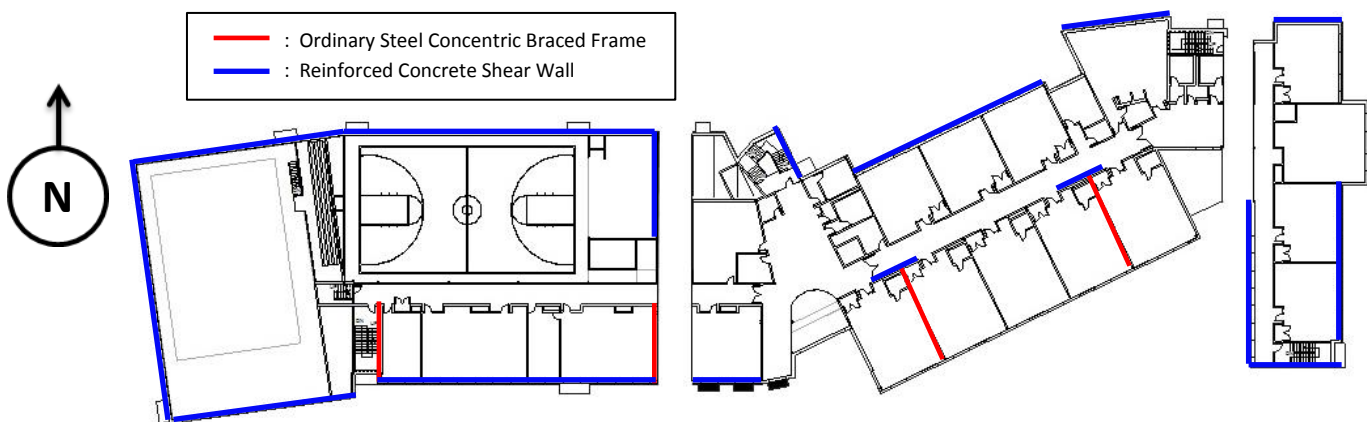 : Ordinary Steel Concentric Braced Frame
: Reinforced Concrete Shear Wall
N